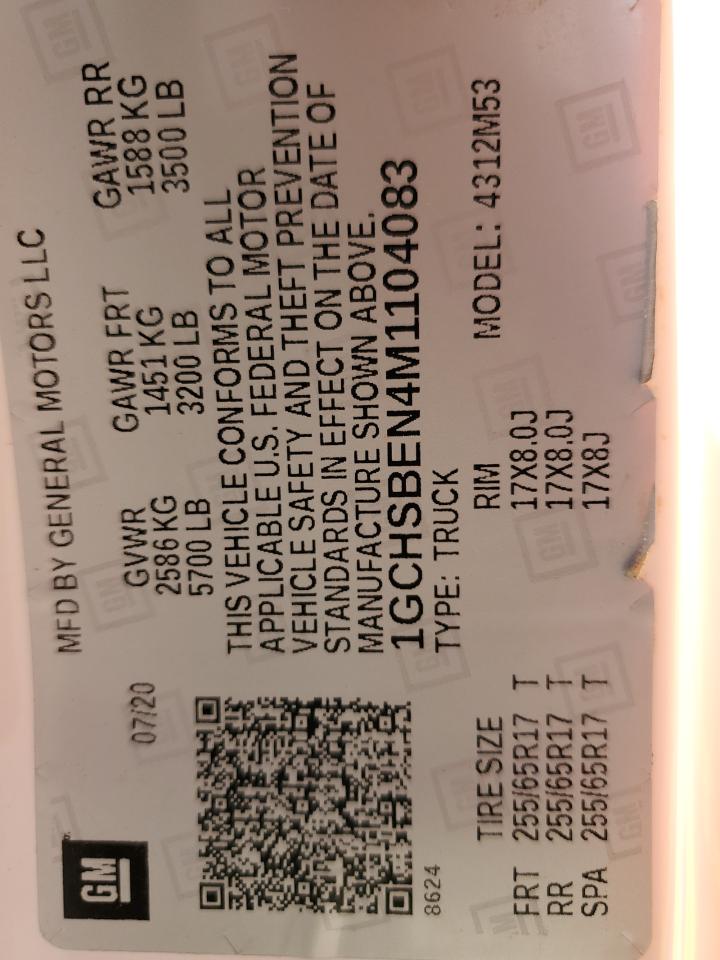 GM
MFD BY GENERAL MOTORS LLC
07/20
GVWR GAWR FRT GAWR RR
2586 KG 1451 KG 1588 KG
5700 LB 3200 LB 3500 LB
THIS VEHICLE CONFORMS TO ALL
APPLICABLE U.S. FEDERAL MOTOR
VEHICLE SAFETY AND THEFT PREVENTION
STANDARDS IN EFFECT ON THE DATE OF
MANUFACTURE SHOWN ABOVE.
1GCHSBEN4M1104083
8624
TYPE: TRUCK
TIRE SIZE RIM MODEL: 4312M53
FRT 255/65R17 T 17X8.0J
RR 255/65R17 T 17X8.0J
SPA 255/65R17 T 17X8J